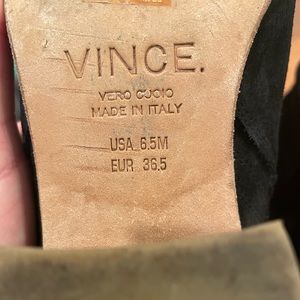 VINCE.
VERO CUOIO
MADE IN ITALY
USA 6.5M
EUR 36.5